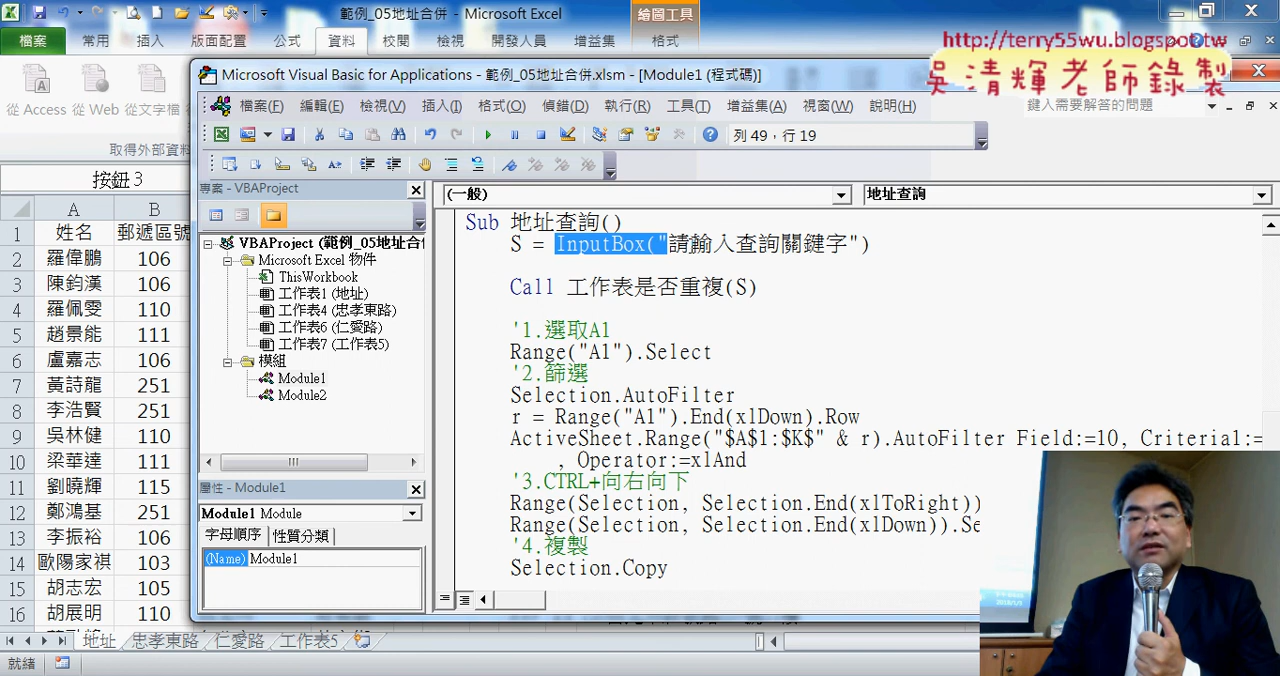 範例_05地址合併 - Microsoft Excel
繪圖工具
檔案 常用 插入 版面配置 公式 資料 校閱 檢視 開發人員 增益集 格式
http://terry55wu.blogspot.tw
吳清輝老師錄製
從 Access 從 Web 從文字檔
取得外部資料
Microsoft Visual Basic for Applications - 範例_05地址合併.xlsm - [Module1 (程式碼)]
檔案(F) 編輯(E) 檢視(V) 插入(I) 格式(O) 偵錯(D) 執行(R) 工具(T) 增益集(A) 視窗(W) 說明(H)
鍵入需要解答的問題
列 49，行 19
按鈕 3
專案 - VBAProject
(一般)
地址查詢
VBAProject (範例_05地址合併
Microsoft Excel 物件
ThisWorkbook
工作表1 (地址)
工作表4 (忠孝東路)
工作表6 (仁愛路)
工作表7 (工作表5)
模組
Module1
Module2
屬性 - Module1
Module1 Module
字母順序 性質分類
(Name) Module1
Sub 地址查詢()
S = InputBox("請輸入查詢關鍵字")
Call 工作表是否重複(S)
'1.選取A1
Range("A1").Select
'2.篩選
Selection.AutoFilter
r = Range("A1").End(xlDown).Row
ActiveSheet.Range("$A$1:$K$" & r).AutoFilter Field:=10, Criteria1:=
, Operator:=xlAnd
'3.CTRL+向右向下
Range(Selection, Selection.End(xlToRight))
Range(Selection, Selection.End(xlDown)).Se
'4.複製
Selection.Copy
A B
1 姓名 郵遞區號
2 羅偉鵬 106
3 陳鈞漢 106
4 羅佩雯 110
5 趙景能 111
6 盧嘉志 106
7 黃詩龍 251
8 李浩賢 251
9 吳林健 110
10 梁華達 111
11 劉曉輝 115
12 鄭鴻基 251
13 李振裕 106
14 歐陽家祺 103
15 胡志宏 105
16 胡展明 110
地址 忠孝東路 仁愛路 工作表5
就緒